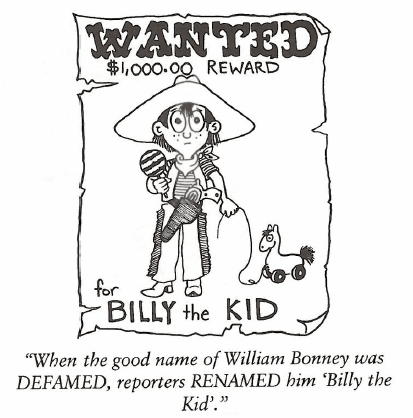 WANTED
$1,000.00 REWARD
for
BILLY the KID
“When the good name of William Bonney was
DEFAMED, reporters RENAMED him ‘Billy the
Kid’.”